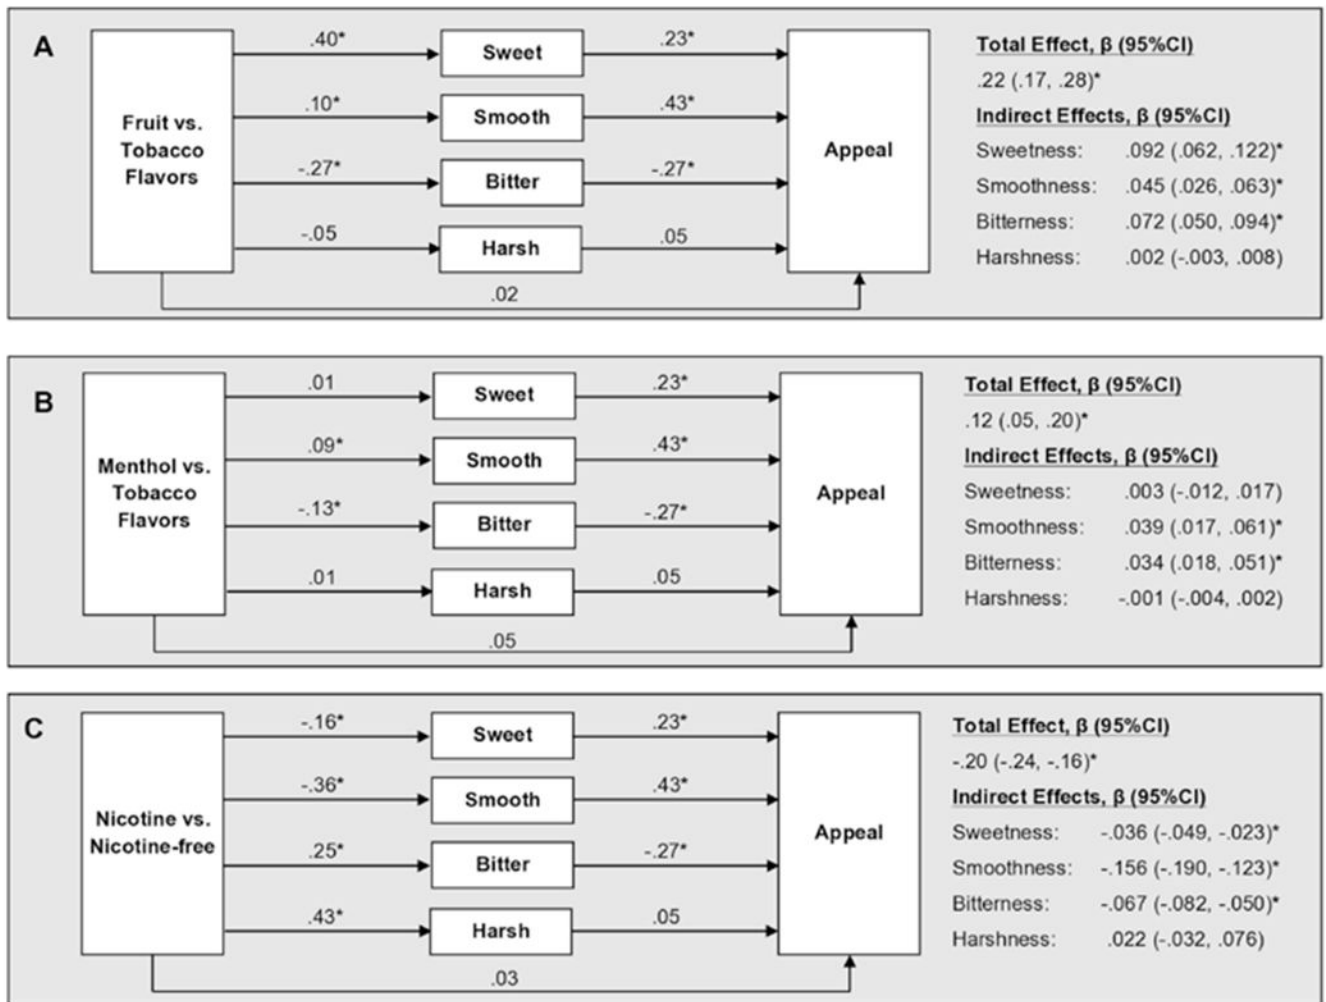 A
Fruit vs.
Tobacco
Flavors
.40*
Sweet
.23*
.10*
Smooth
.43*
-.27*
Bitter
-.27*
-.05
Harsh
.05
.02
Appeal
Total Effect, β (95%CI)
.22 (.17, .28)*
Indirect Effects, β (95%CI)
Sweetness: .092 (.062, .122)*
Smoothness: .045 (.026, .063)*
Bitterness: .072 (.050, .094)*
Harshness: .002 (-.003, .008)
B
Menthol vs.
Tobacco
Flavors
.01
Sweet
.23*
.09*
Smooth
.43*
-.13*
Bitter
-.27*
.01
Harsh
.05
.05
Appeal
Total Effect, β (95%CI)
.12 (.05, .20)*
Indirect Effects, β (95%CI)
Sweetness: .003 (-.012, .017)
Smoothness: .039 (.017, .061)*
Bitterness: .034 (.018, .051)*
Harshness: -.001 (-.004, .002)
C
Nicotine vs.
Nicotine-free
-.16*
Sweet
.23*
-.36*
Smooth
.43*
.25*
Bitter
-.27*
.43*
Harsh
.05
.03
Appeal
Total Effect, β (95%CI)
-.20 (-.24, -.16)*
Indirect Effects, β (95%CI)
Sweetness: -.036 (-.049, -.023)*
Smoothness: -.156 (-.190, -.123)*
Bitterness: -.067 (-.082, -.050)*
Harshness: .022 (-.032, .076)